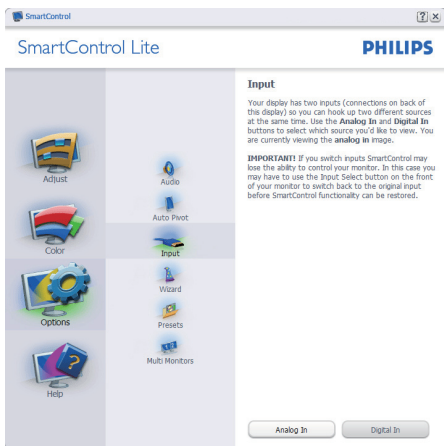 SmartControl
SmartControl Lite
PHILIPS
Adjust
Color
Options
Help
Audio
Auto Pivot
Input
Wizard
Presets
Multi Monitors
Input
Your display has two inputs (connections on back of
this display) so you can hook up two different sources
at the same time. Use the Analog In and Digital In
buttons to select which source you'd like to view. You
are currently viewing the analog in image.
IMPORTANT! If you switch inputs SmartControl may
lose the ability to control your monitor. In this case you
may have to use the Input Select button on the front
of your monitor to switch back to the original input
before SmartControl functionality can be restored.
Analog In
Digital In